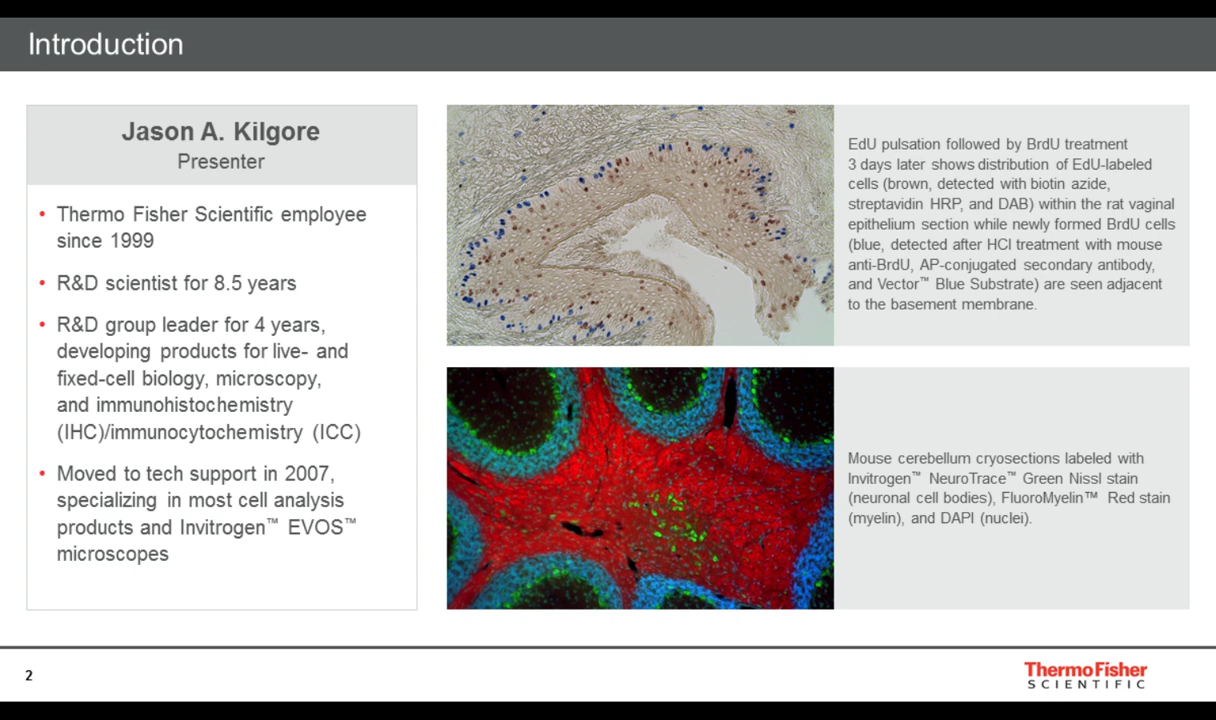 Introduction
Jason A. Kilgore
Presenter
• Thermo Fisher Scientific employee
since 1999
• R&D scientist for 8.5 years
• R&D group leader for 4 years,
developing products for live- and
fixed-cell biology, microscopy,
and immunohistochemistry
(IHC)/immunocytochemistry (ICC)
• Moved to tech support in 2007,
specializing in most cell analysis
products and Invitrogen™ EVOS™
microscopes
EdU pulsation followed by BrdU treatment
3 days later shows distribution of EdU-labeled
cells (brown, detected with biotin azide,
streptavidin HRP, and DAB) within the rat vaginal
epithelium section while newly formed BrdU cells
(blue, detected after HCl treatment with mouse
anti-BrdU, AP-conjugated secondary antibody,
and Vector™ Blue Substrate) are seen adjacent
to the basement membrane.
Mouse cerebellum cryosections labeled with
Invitrogen™ NeuroTrace™ Green Nissl stain
(neuronal cell bodies), FluoroMyelin™ Red stain
(myelin), and DAPI (nuclei).
2
ThermoFisher
SCIENTIFIC